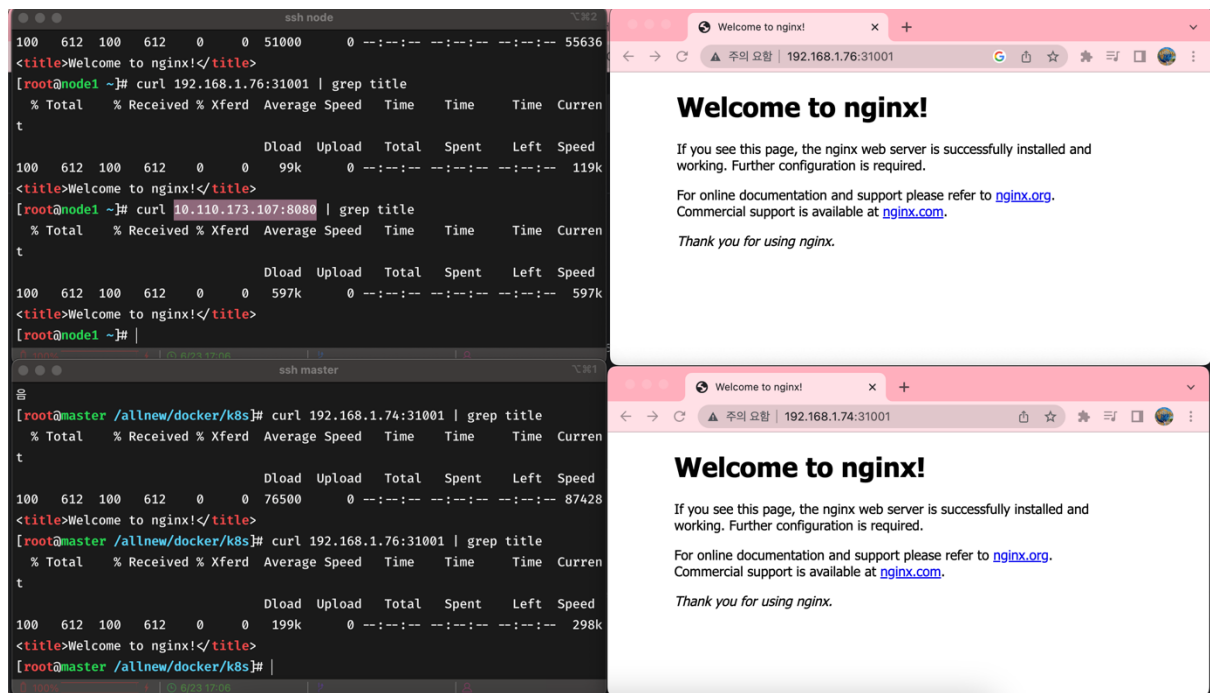 ssh node
⌥⌘2
100 612 100 612 0 0 51000 0 --:--:-- --:--:-- --:--:-- 55636
<title>Welcome to nginx!</title>
[root@node1 ~]# curl 192.168.1.76:31001 | grep title
% Total % Received % Xferd Average Speed Time Time Time Curren
t
Dload Upload Total Spent Left Speed
100 612 100 612 0 0 99k 0 --:--:-- --:--:-- --:--:-- 119k
<title>Welcome to nginx!</title>
[root@node1 ~]# curl 10.110.173.107:8080 | grep title
% Total % Received % Xferd Average Speed Time Time Time Curren
t
Dload Upload Total Spent Left Speed
100 612 100 612 0 0 597k 0 --:--:-- --:--:-- --:--:-- 597k
<title>Welcome to nginx!</title>
[root@node1 ~]#
100% 6/23 17:06
Welcome to nginx!
주의 요함 | 192.168.1.76:31001
Welcome to nginx!
If you see this page, the nginx web server is successfully installed and
working. Further configuration is required.
For online documentation and support please refer to nginx.org.
Commercial support is available at nginx.com.
Thank you for using nginx.
ssh master
⌥⌘1
음
[root@master /allnew/docker/k8s]# curl 192.168.1.74:31001 | grep title
% Total % Received % Xferd Average Speed Time Time Time Curren
t
Dload Upload Total Spent Left Speed
100 612 100 612 0 0 76500 0 --:--:-- --:--:-- --:--:-- 87428
<title>Welcome to nginx!</title>
[root@master /allnew/docker/k8s]# curl 192.168.1.76:31001 | grep title
% Total % Received % Xferd Average Speed Time Time Time Curren
t
Dload Upload Total Spent Left Speed
100 612 100 612 0 0 199k 0 --:--:-- --:--:-- --:--:-- 298k
<title>Welcome to nginx!</title>
[root@master /allnew/docker/k8s]#
100% 6/23 17:06
Welcome to nginx!
주의 요함 | 192.168.1.74:31001
Welcome to nginx!
If you see this page, the nginx web server is successfully installed and
working. Further configuration is required.
For online documentation and support please refer to nginx.org.
Commercial support is available at nginx.com.
Thank you for using nginx.